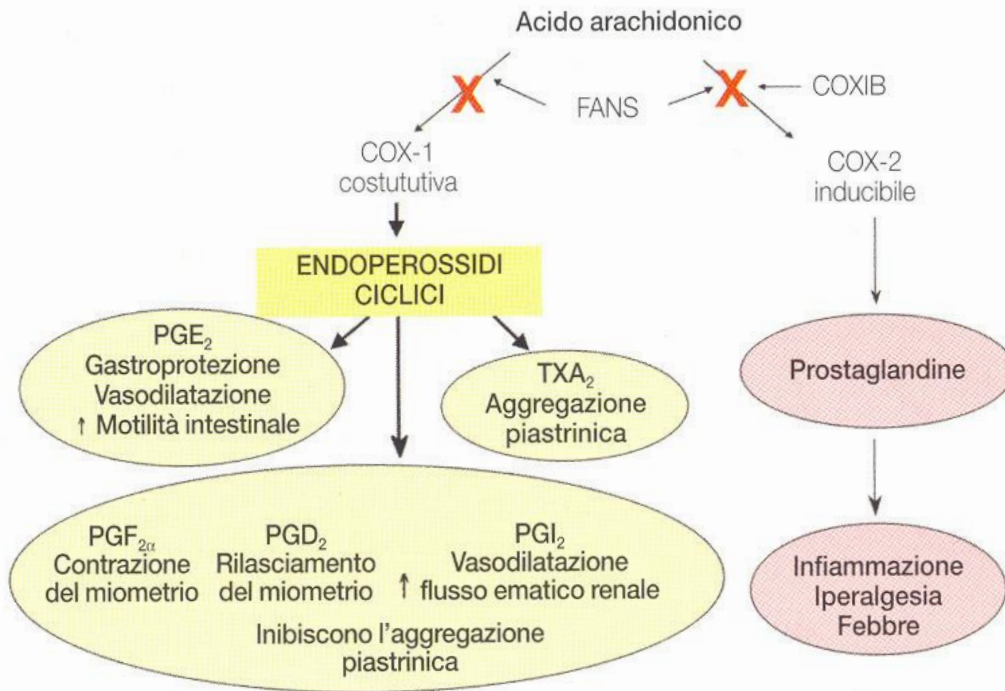 Acido arachidonico
FANS
COXIB
COX-1
costututiva
COX-2
inducibile
ENDOPEROSSIDI
CICLICI
PGE₂
Gastroprotezione
Vasodilatazione
↑ Motilità intestinale
TXA₂
Aggregazione
piastrinica
Prostaglandine
PGF₂α
Contrazione
del miometrio
PGD₂
Rilasciamento
del miometrio
PGI₂
Vasodilatazione
↑ flusso ematico renale
Inibiscono l'aggregazione
piastrinica
Infiammazione
Iperalgesia
Febbre